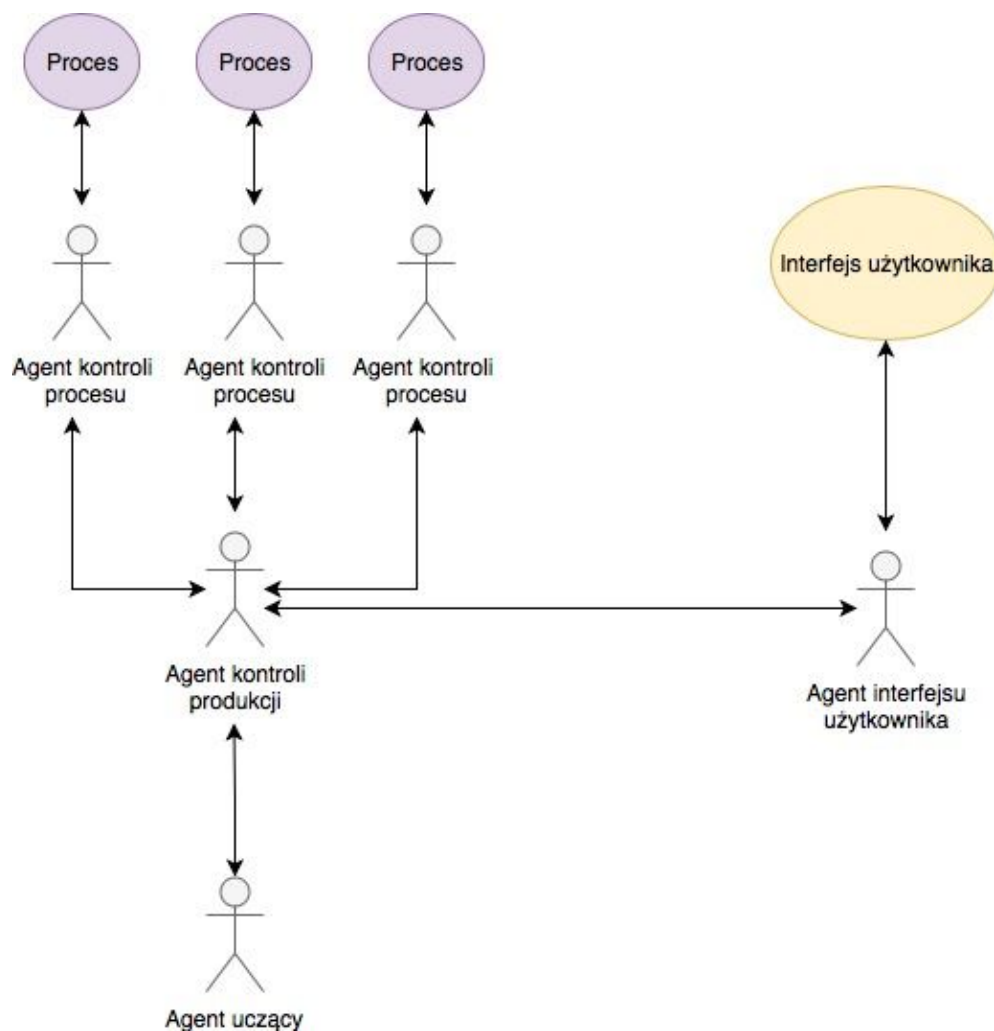 Proces
Proces
Proces
Interfejs użytkownika
Agent kontroli
procesu
Agent kontroli
procesu
Agent kontroli
procesu
Agent kontroli
produkcji
Agent interfejsu
użytkownika
Agent uczący